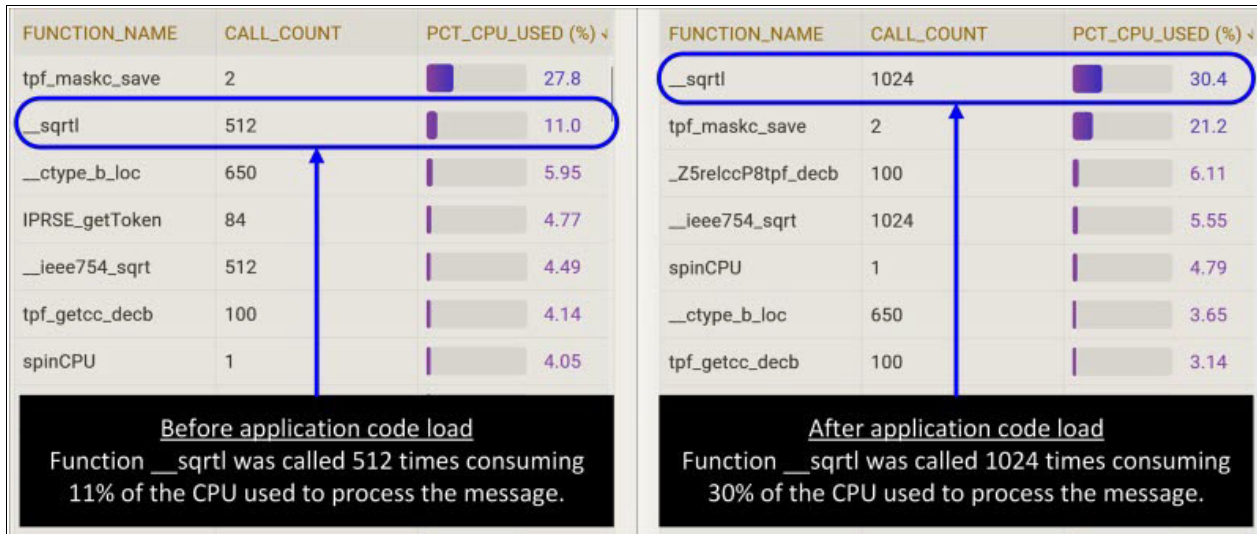 FUNCTION_NAME CALL_COUNT PCT_CPU_USED (%)
tpf_maskc_save 2 27.8
__sqrtl 512 11.0
__ctype_b_loc 650 5.95
IPRSE_getToken 84 4.77
__ieee754_sqrt 512 4.49
tpf_getcc_decb 100 4.14
spinCPU 1 4.05
Before application code load
Function __sqrtl was called 512 times consuming
11% of the CPU used to process the message.
FUNCTION_NAME CALL_COUNT PCT_CPU_USED (%)
__sqrtl 1024 30.4
tpf_maskc_save 2 21.2
_Z5relccP8tpf_decb 100 6.11
__ieee754_sqrt 1024 5.55
spinCPU 1 4.79
__ctype_b_loc 650 3.65
tpf_getcc_decb 100 3.14
After application code load
Function __sqrtl was called 1024 times consuming
30% of the CPU used to process the message.